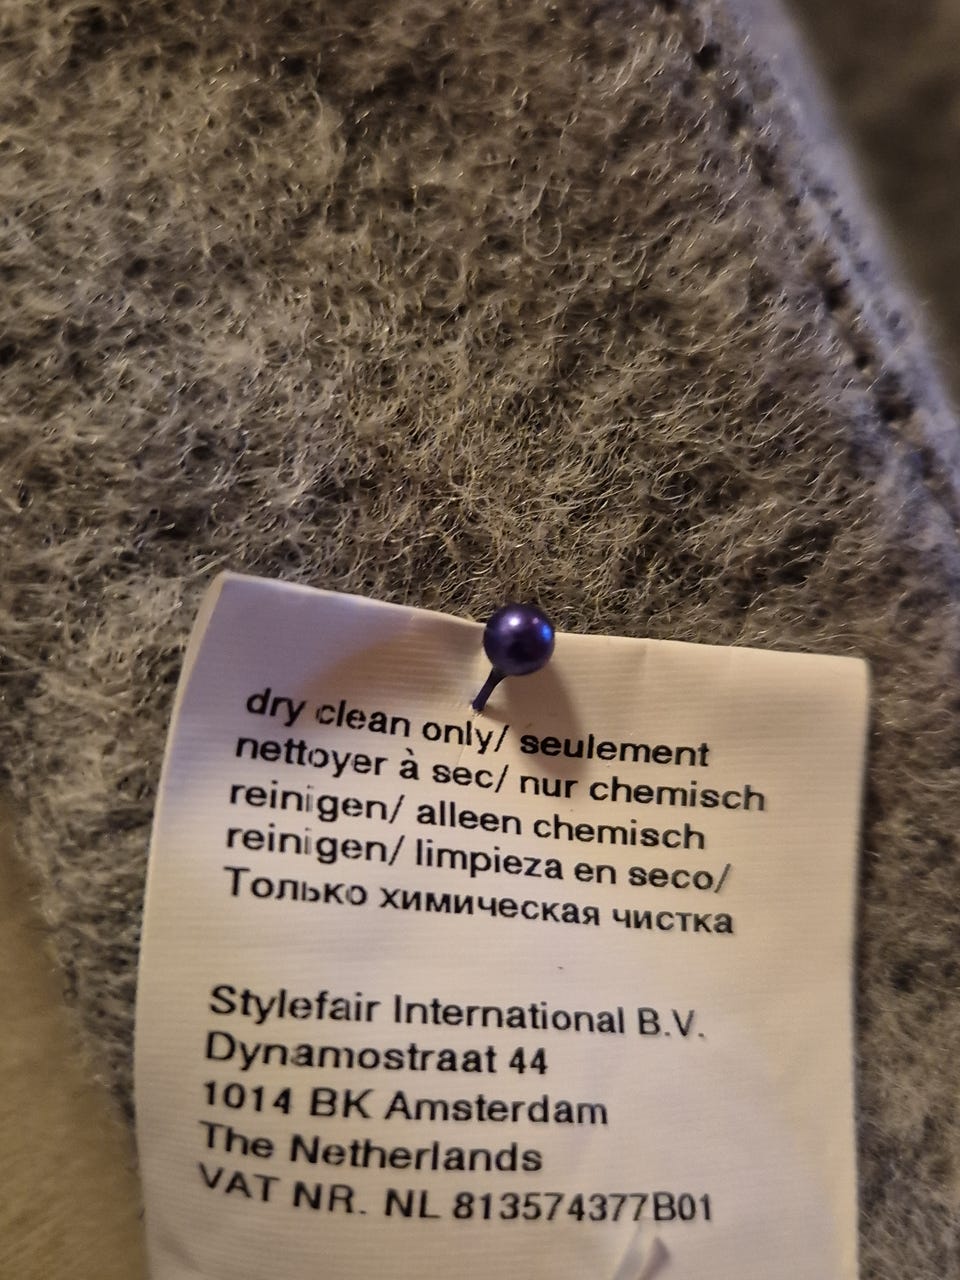 dry clean only/ seulement
nettoyer à sec/ nur chemisch
reinigen/ alleen chemisch
reinigen/ limpieza en seco/
Только химическая чистка
Stylefair International B.V.
Dynamostraat 44
1014 BK Amsterdam
The Netherlands
VAT NR. NL 813574377B01